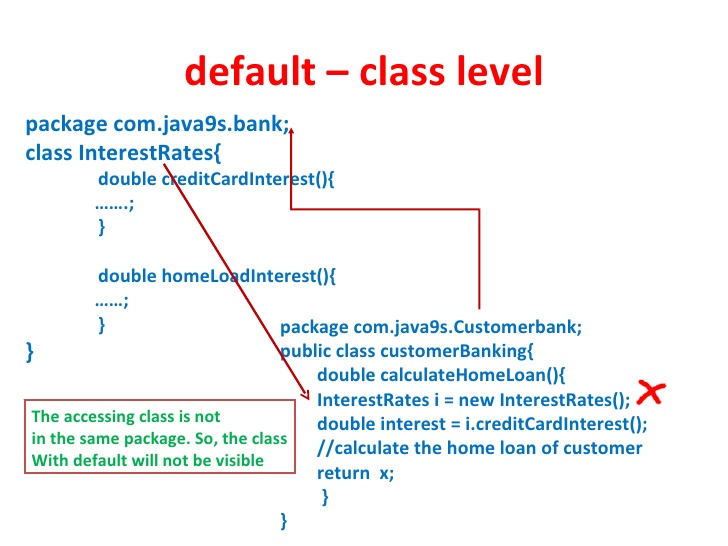 default – class level
package com.java9s.bank;
class InterestRates{
double creditCardInterest(){
…….;
}
double homeLoadInterest(){
……;
}
}
package com.java9s.Customerbank;
public class customerBanking{
double calculateHomeLoan(){
InterestRates i = new InterestRates();
double interest = i.creditCardInterest();
//calculate the home loan of customer
return x;
}
}
The accessing class is not
in the same package. So, the class
With default will not be visible